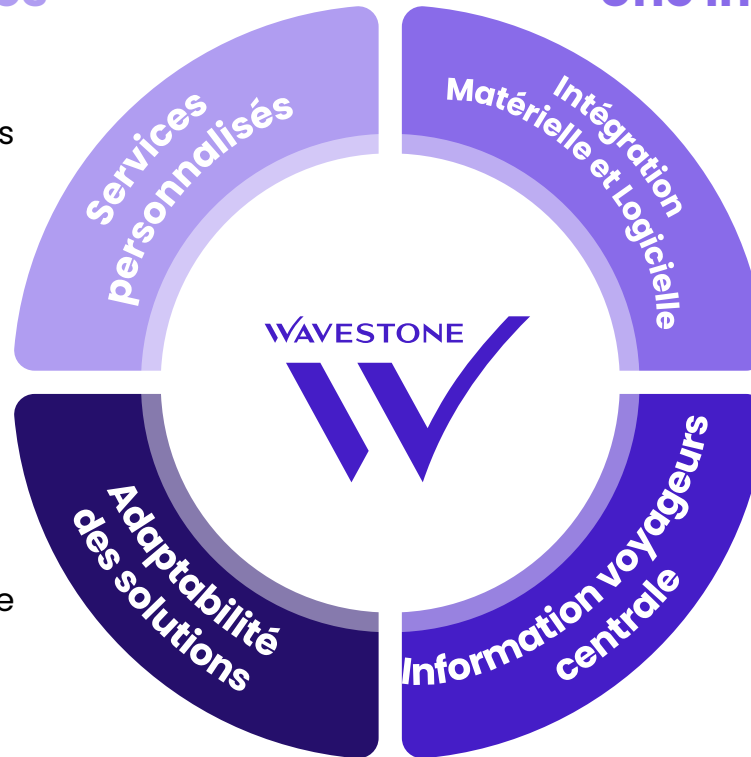 Services
personnalisés
Intégration
Matérielle et Logicielle
WAVESTONE
Adaptabilité
des solutions
Information voyageurs
centrale